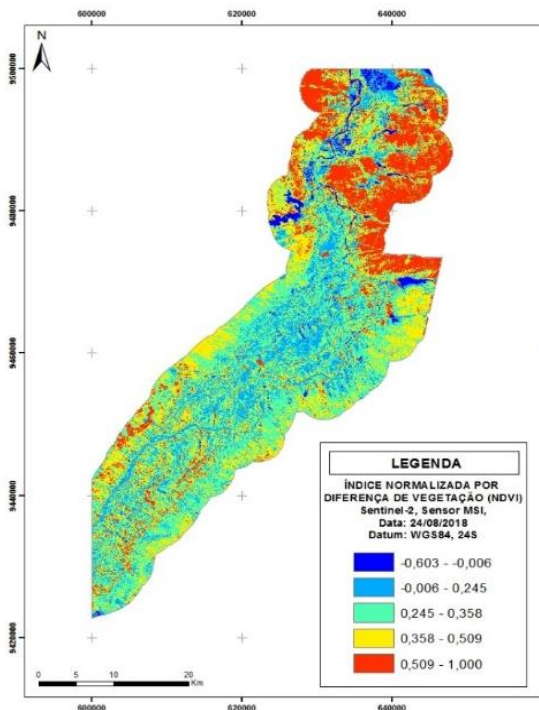 600000 620000 640000
N
9500000
9480000
9460000
9440000
9420000
LEGENDA
ÍNDICE NORMALIZADA POR
DIFERENÇA DE VEGETAÇÃO (NDVI)
Sentinel-2, Sensor MSI,
Data: 24/08/2018
Datum: WGS84, 24S
-0,603 - -0,006
-0,006 - 0,245
0,245 - 0,358
0,358 - 0,509
0,509 - 1,000
0 5 10 20
Km
600000 620000 640000